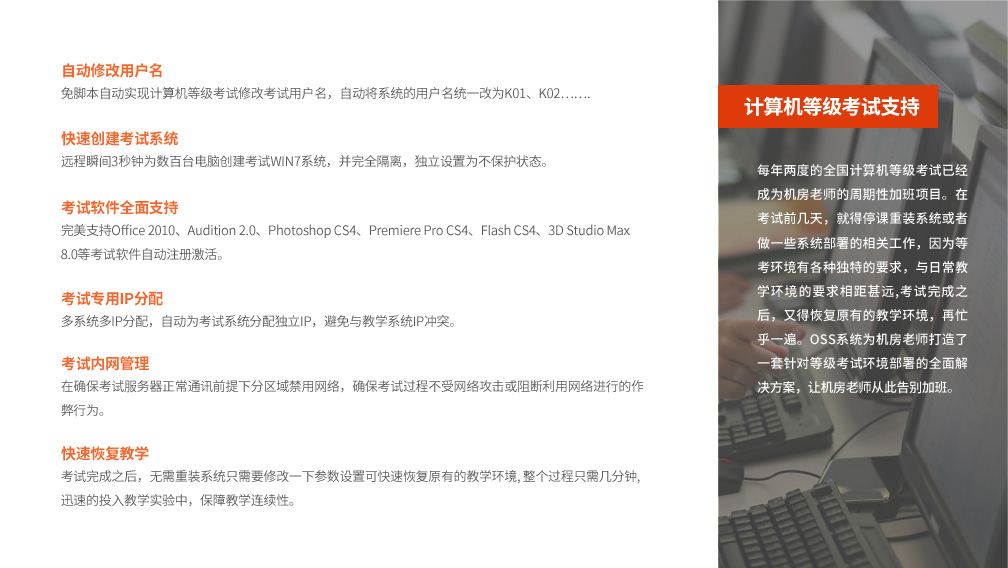 自动修改用户名
免脚本自动实现计算机等级考试修改考试用户名，自动将系统的用户名统一改为K01、K02…….
快速创建考试系统
远程瞬间3秒钟为数百台电脑创建考试WIN7系统，并完全隔离，独立设置为不保护状态。
考试软件全面支持
完美支持Office 2010、Audition 2.0、Photoshop CS4、Premiere Pro CS4、Flash CS4、3D Studio Max
8.0等考试软件自动注册激活。
考试专用IP分配
多系统多IP分配，自动为考试系统分配独立IP，避免与教学系统IP冲突。
考试内网管理
在确保考试服务器正常通讯前提下分区域禁用网络，确保考试过程不受网络攻击或阻断利用网络进行的作
弊行为。
快速恢复教学
考试完成之后，无需重装系统只需要修改一下参数设置可快速恢复原有的教学环境, 整个过程只需几分钟,
迅速的投入教学实验中，保障教学连续性。
计算机等级考试支持
每年两度的全国计算机等级考试已经
成为机房老师的周期性加班项目。在
考试前几天，就得停课重装系统或者
做一些系统部署的相关工作，因为等
考环境有各种独特的要求，与日常教
学环境的要求相距甚远,考试完成之
后，又得恢复原有的教学环境，再忙
乎一遍。OSS系统为机房老师打造了
一套针对等级考试环境部署的全面解
决方案，让机房老师从此告别加班。